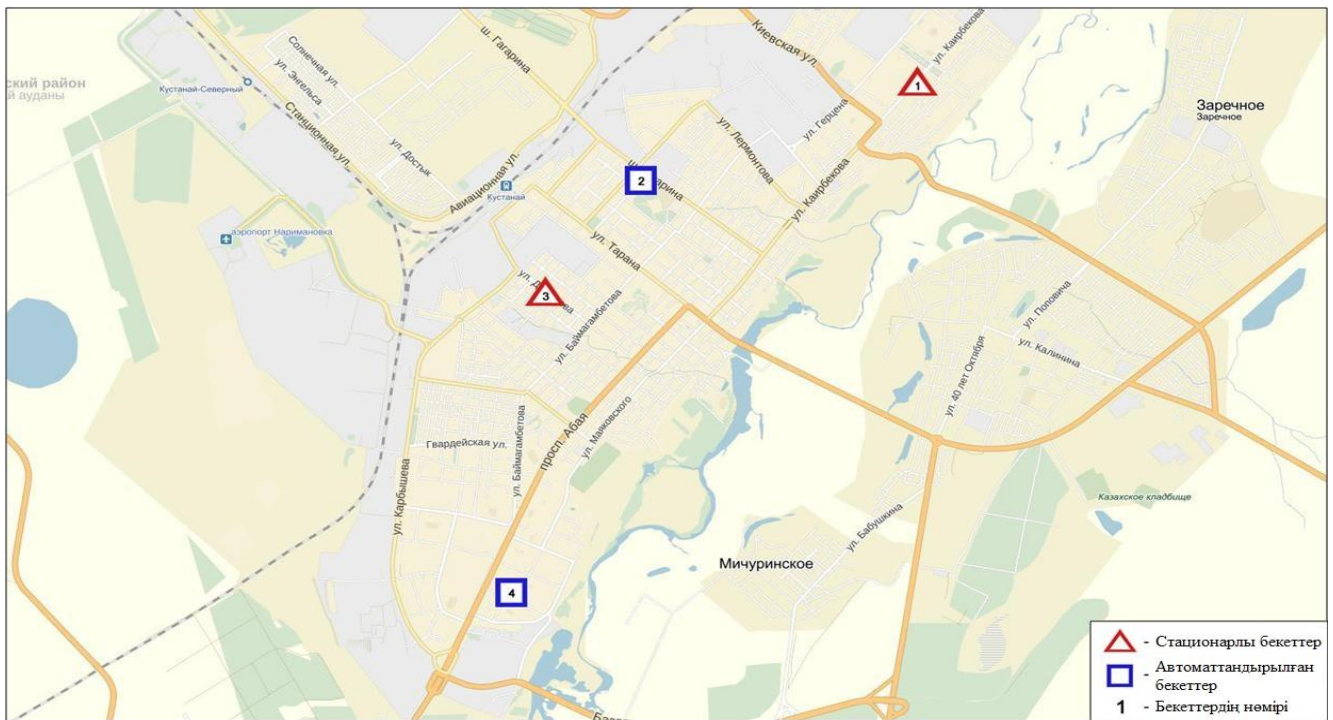 ский район
й ауданы
Кустанай-Северный
Солнечная ул.
ул. Энгельса
Станционная ул.
ул. Достык
ш. Гагарина
Авиационная ул.
Кустанай
аэропорт Наримановка
Киевская ул.
ул. Каирбекова
1
ул. Герцена
ул. Лермонтова
2
ул. Каирбекова
ул. Тарана
3
ул. Баймагамбетова
просп. Абая
ул. Маяковского
Гвардейская ул.
ул. Баймагамбетова
ул. Карбышева
4
Заречное
Заречное
ул. Поповича
ул. Калинина
ул. 40 лет Октября
Казахское кладбище
ул. Бабушкина
Мичуринское
- Стационарлы бекеттер
- Автоматтандырылған
бекеттер
1 - Бекеттердің нөмірі